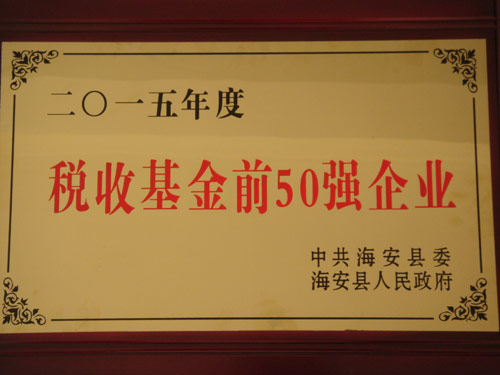 二〇一五年度
税收基金前50强企业
中共海安县委
海安县人民政府